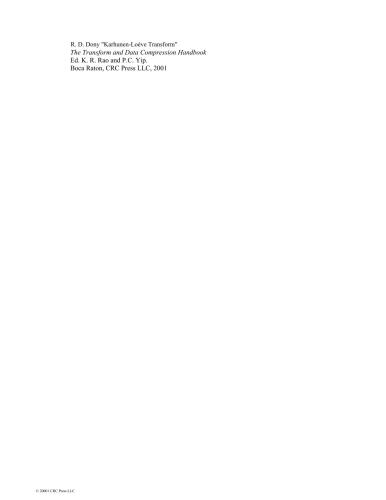 R. D. Dony "Karhunen-Loève Transform"
The Transform and Data Compression Handbook
Ed. K. R. Rao and P.C. Yip.
Boca Raton, CRC Press LLC, 2001
© 20001 CRC Press LLC